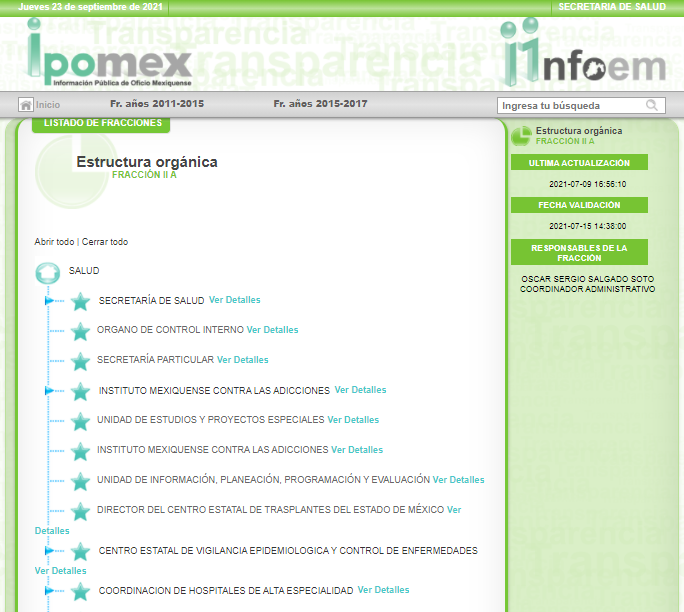 Jueves 23 de septiembre de 2021
SECRETARIA DE SALUD
ipomex
Información Pública de Oficio Mexiquense
infoem
Inicio
Fr. años 2011-2015
Fr. años 2015-2017
Ingresa tu búsqueda
LISTADO DE FRACCIONES
Estructura orgánica
FRACCIÓN II A
Abrir todo | Cerrar todo
SALUD
SECRETARÍA DE SALUD Ver Detalles
ORGANO DE CONTROL INTERNO Ver Detalles
SECRETARÍA PARTICULAR Ver Detalles
INSTITUTO MEXIQUENSE CONTRA LAS ADICCIONES Ver Detalles
UNIDAD DE ESTUDIOS Y PROYECTOS ESPECIALES Ver Detalles
INSTITUTO MEXIQUENSE CONTRA LAS ADICCIONES Ver Detalles
UNIDAD DE INFORMACIÓN, PLANEACIÓN, PROGRAMACIÓN Y EVALUACIÓN Ver Detalles
DIRECTOR DEL CENTRO ESTATAL DE TRASPLANTES DEL ESTADO DE MÉXICO Ver
Detalles
CENTRO ESTATAL DE VIGILANCIA EPIDEMIOLOGICA Y CONTROL DE ENFERMEDADES
Ver Detalles
COORDINACION DE HOSPITALES DE ALTA ESPECIALIDAD Ver Detalles
Estructura orgánica
FRACCIÓN II A
ULTIMA ACTUALIZACIÓN
2021-07-09 16:56:10
FECHA VALIDACIÓN
2021-07-15 14:38:00
RESPONSABLES DE LA
FRACCIÓN
OSCAR SERGIO SALGADO SOTO
COORDINADOR ADMINISTRATIVO